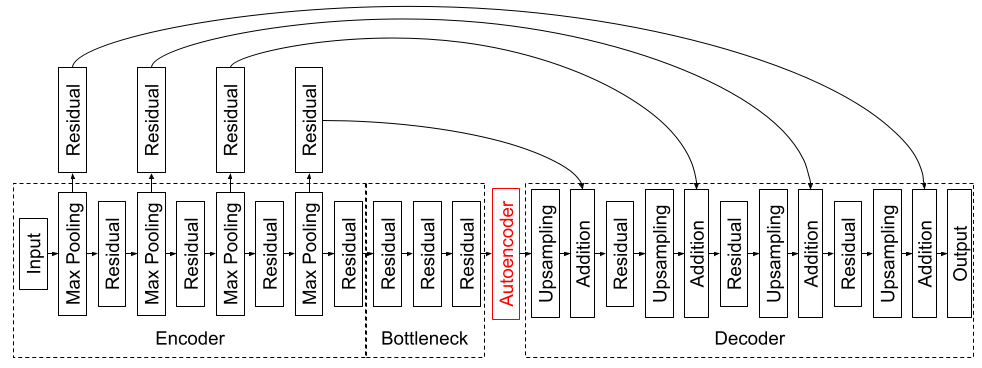 Residual
Residual
Residual
Residual
Input
Max Pooling
Residual
Max Pooling
Residual
Max Pooling
Residual
Max Pooling
Residual
Residual
Residual
Residual
Autoencoder
Upsampling
Addition
Residual
Upsampling
Addition
Residual
Upsampling
Addition
Residual
Upsampling
Addition
Output
Encoder
Bottleneck
Decoder